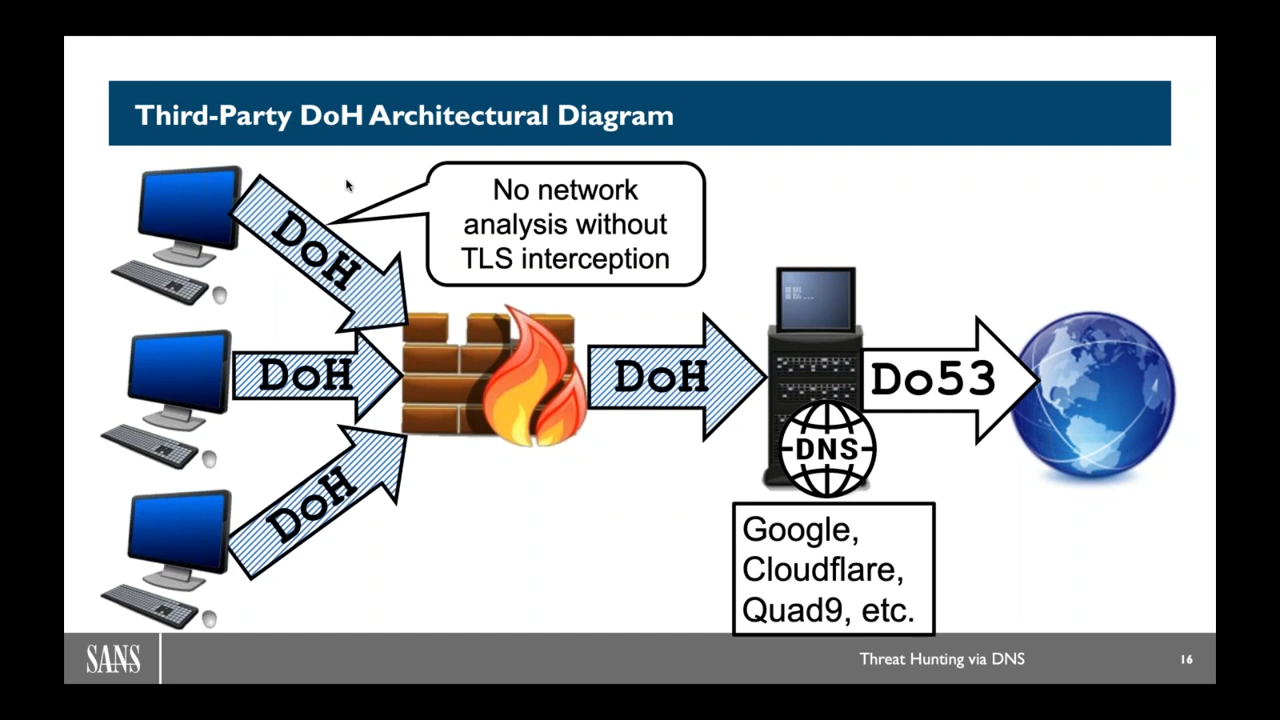 Third-Party DoH Architectural Diagram
No network
analysis without
TLS interception
DoH
DoH
DoH
DoH
Do53
DNS
Google,
Cloudflare,
Quad9, etc.
SANS
Threat Hunting via DNS
16